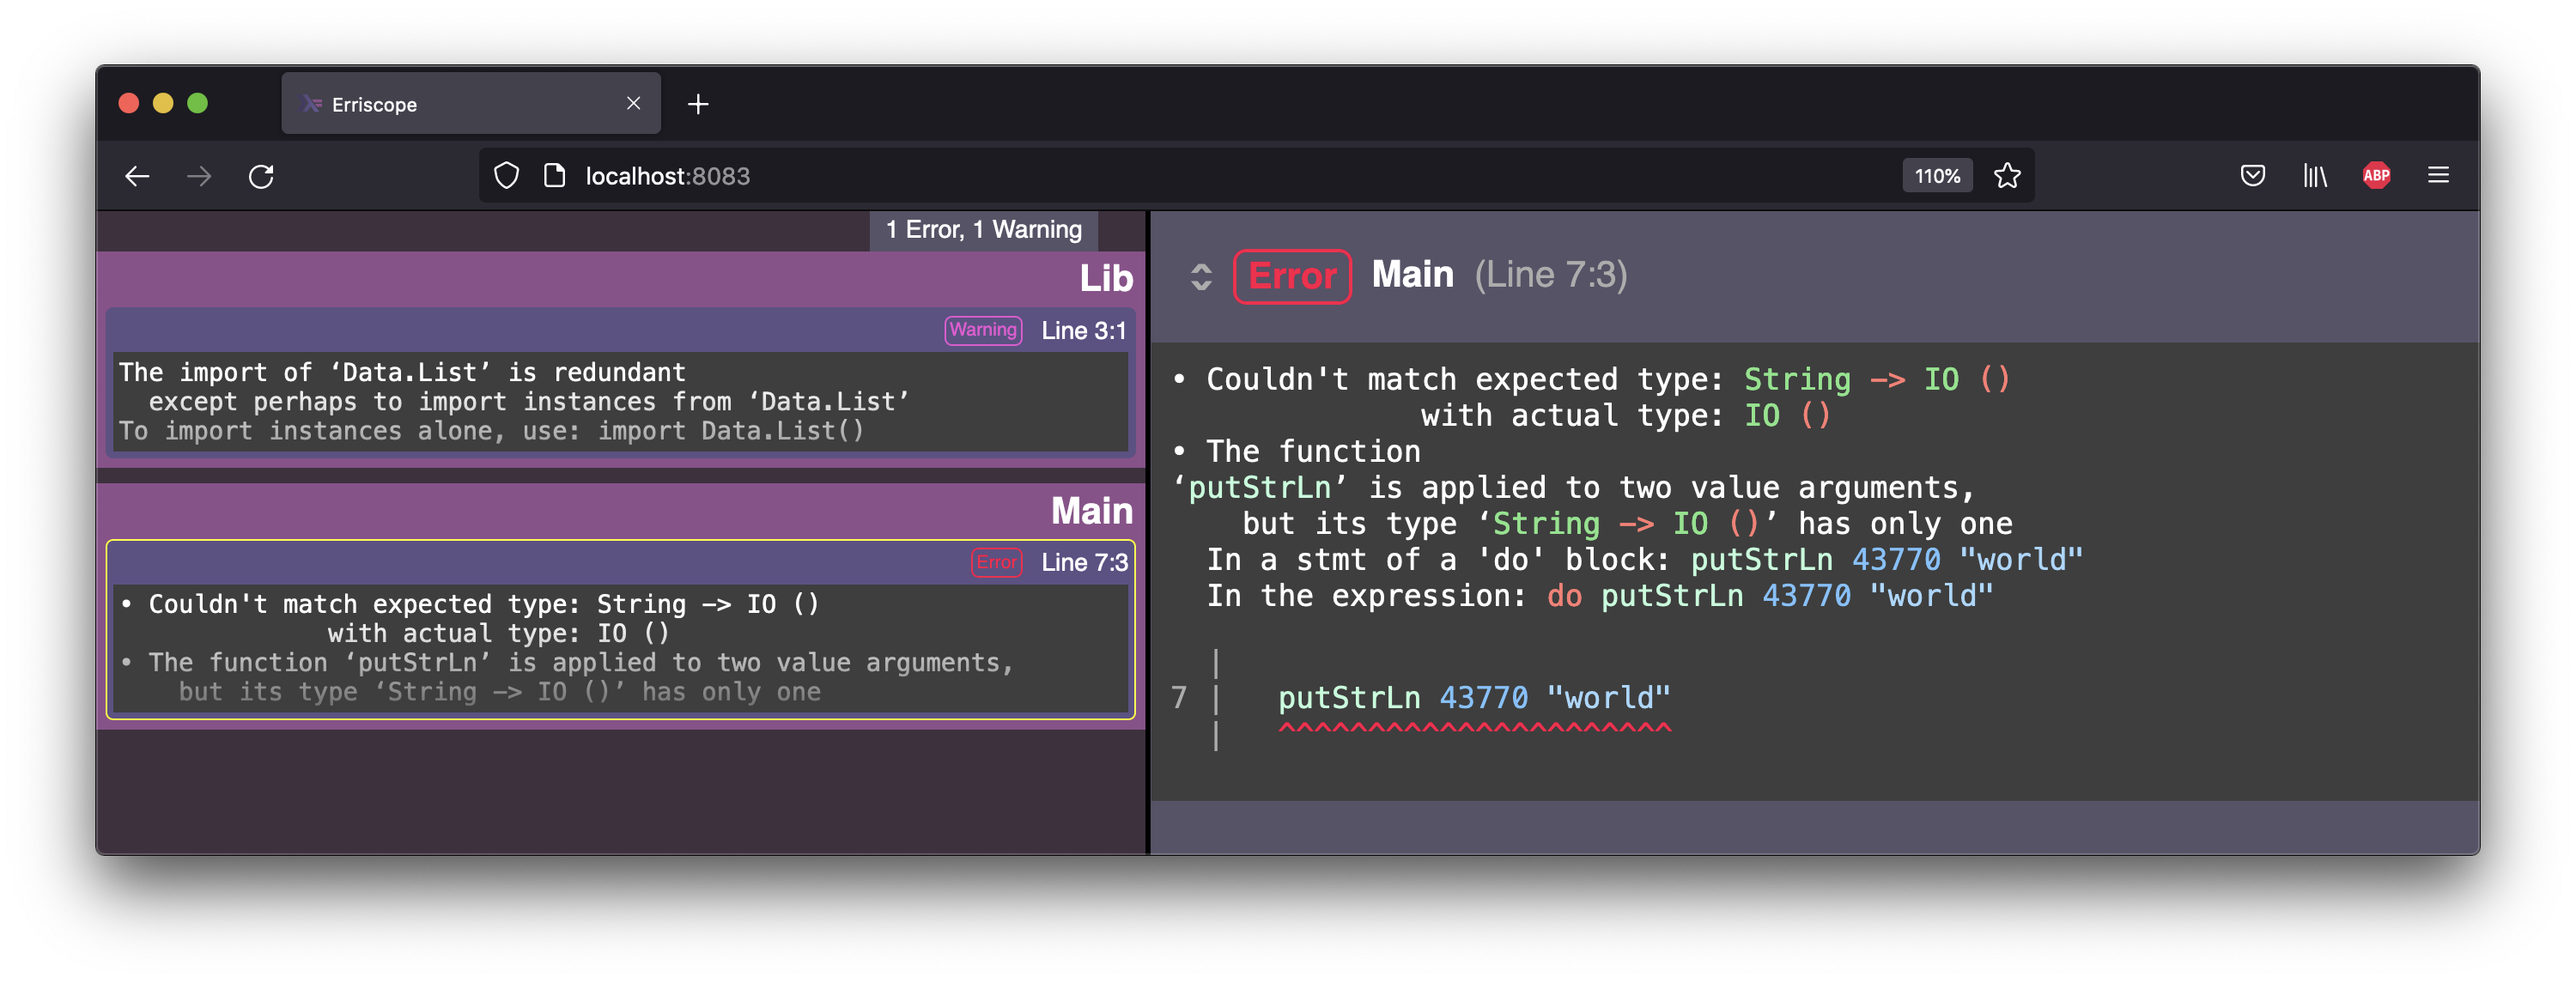 Erriscope
localhost:8083
110%
ABP
1 Error, 1 Warning
Lib
Warning Line 3:1
The import of ‘Data.List’ is redundant
except perhaps to import instances from ‘Data.List’
To import instances alone, use: import Data.List()
Main
Error Line 7:3
• Couldn't match expected type: String -> IO ()
with actual type: IO ()
• The function ‘putStrLn’ is applied to two value arguments,
but its type ‘String -> IO ()’ has only one
Error Main (Line 7:3)
• Couldn't match expected type: String -> IO ()
with actual type: IO ()
• The function
‘putStrLn’ is applied to two value arguments,
but its type ‘String -> IO ()’ has only one
In a stmt of a 'do' block: putStrLn 43770 "world"
In the expression: do putStrLn 43770 "world"
|
7 | putStrLn 43770 "world"
| ^^^^^^^^^^^^^^^^^^^^^^